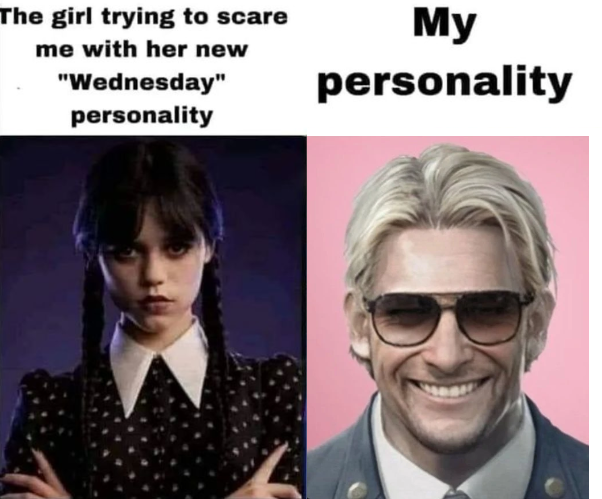 The girl trying to scare
me with her new
"Wednesday"
personality
My
personality